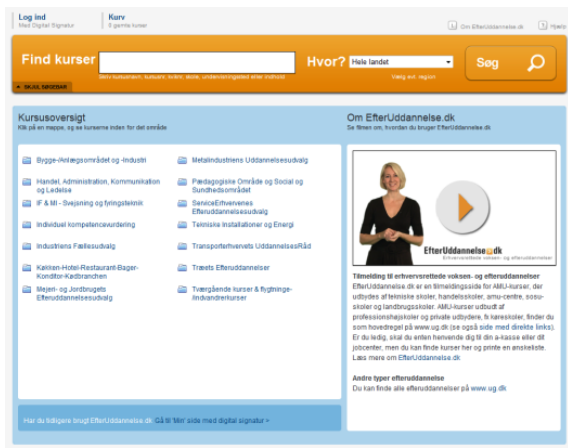 Log ind
Med Digital Signatur
Kurv
0 gemte kurser
Om EfterUddannelse.dk
Hjælp
Find kurser
Hvor?
Hele landet
Søg
Vælg evt. region
SKJUL SØGEBAR
Kursusoversigt
Klik på en mappe, og se kurserne inden for det område
Bygge-/Anlægsområdet og -Industri
Handel, Administration, Kommunikation
og Ledelse
IF & MI - Svejsning og fyringsteknik
Individuel kompetencevurdering
Industriens Fællesudvalg
Køkken-Hotel-Restaurant-Bager-
Konditor-Kødbranchen
Mejeri- og Jordbrugets
Efteruddannelsesudvalg
Metalindustriens Uddannelsesudvalg
Pædagogiske Område og Social og
Sundhedsområdet
ServiceErhvervenes
Efteruddannelsesudvalg
Tekniske Installationer og Energi
Transporterhvervets UddannelsesRåd
Træets Efteruddannelser
Tværgående kurser & flygtninge-
/indvandrerkurser
Har du tidligere brugt EfterUddannelse.dk Gå til 'Min' side med digital signatur »
Om EfterUddannelse.dk
Se filmen om, hvordan du bruger EfterUddannelse.dk
EfterUddannelse.dk
Erhvervsrettede voksen- og efteruddannelser
Tilmelding til erhvervsrettede voksen- og efteruddannelser
EfterUddannelse.dk er en tilmeldingsside for AMU-kurser, der
udbydes af tekniske skoler, handelsskoler, amu-centre, sosu-
skoler og landbrugsskoler. AMU-kurser udbudt af
professionshøjskoler og private udbydere, fx køreskoler, finder du
som hovedregel på www.ug.dk (se også side med direkte links).
Er du ledig, skal du enten henvende dig til din a-kasse eller dit
jobcenter, men du kan finde kurser her og printe en ønskeliste.
Læs mere om EfterUddannelse.dk
Andre typer efteruddannelse
Du kan finde alle efteruddannelser på www.ug.dk